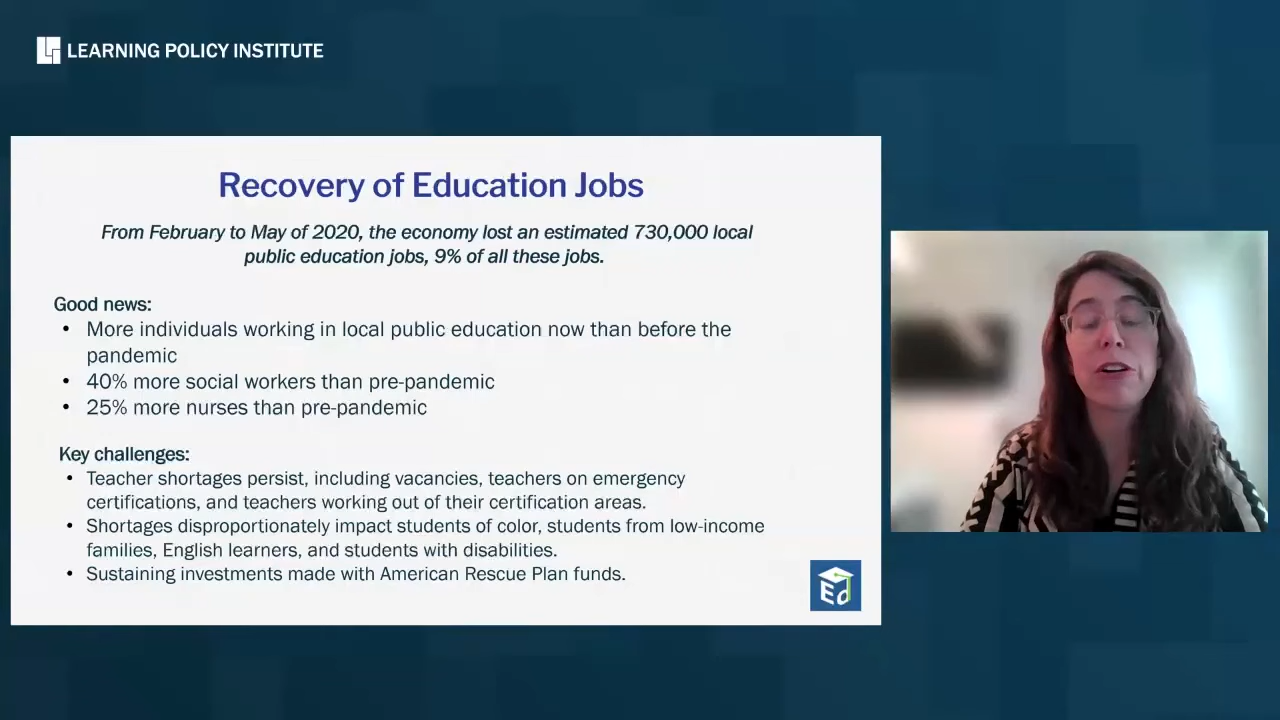 LEARNING POLICY INSTITUTE
Recovery of Education Jobs
From February to May of 2020, the economy lost an estimated 730,000 local
public education jobs, 9% of all these jobs.
Good news:
• More individuals working in local public education now than before the
pandemic
• 40% more social workers than pre-pandemic
• 25% more nurses than pre-pandemic
Key challenges:
• Teacher shortages persist, including vacancies, teachers on emergency
certifications, and teachers working out of their certification areas.
• Shortages disproportionately impact students of color, students from low-income
families, English learners, and students with disabilities.
• Sustaining investments made with American Rescue Plan funds.
Ed